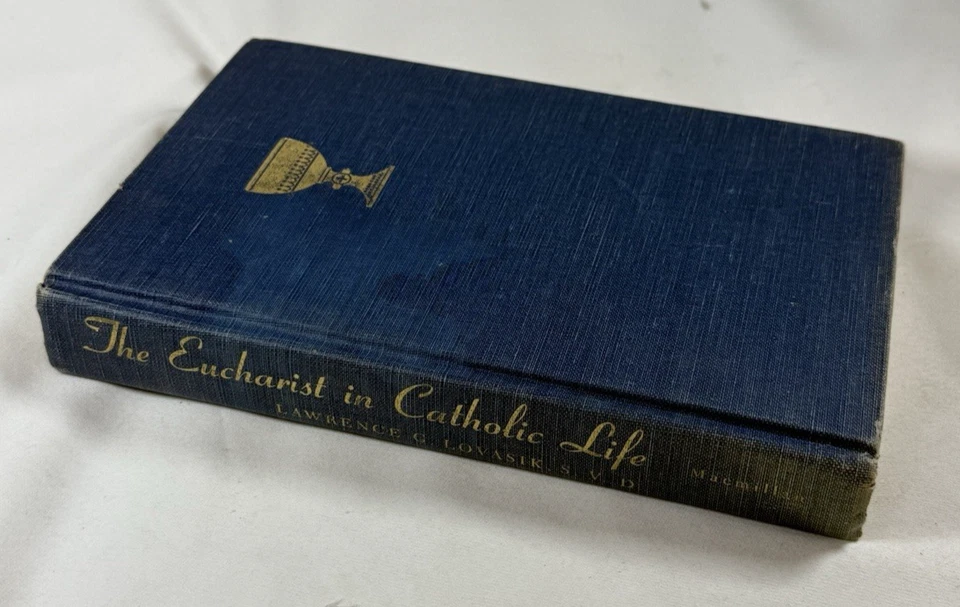 The Eucharist in Catholic Life
LAWRENCE G. LOVASIK, S. V. D.
Macmillan